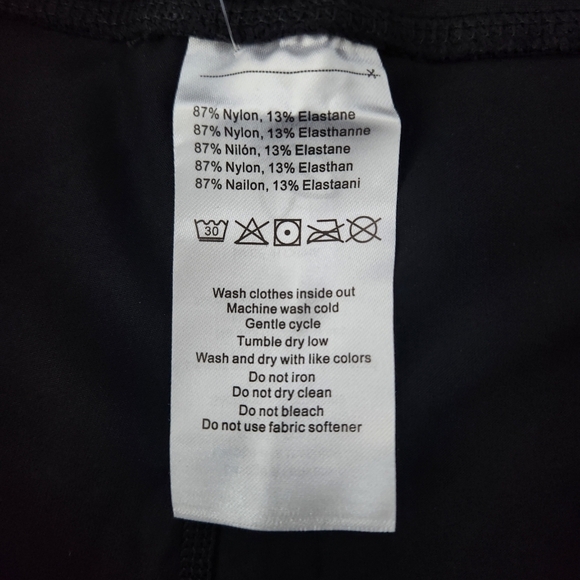 87% Nylon, 13% Elastane
87% Nylon, 13% Elasthanne
87% Nilón, 13% Elastane
87% Nylon, 13% Elasthan
87% Nailon, 13% Elastaani
30
Wash clothes inside out
Machine wash cold
Gentle cycle
Tumble dry low
Wash and dry with like colors
Do not iron
Do not dry clean
Do not bleach
Do not use fabric softener